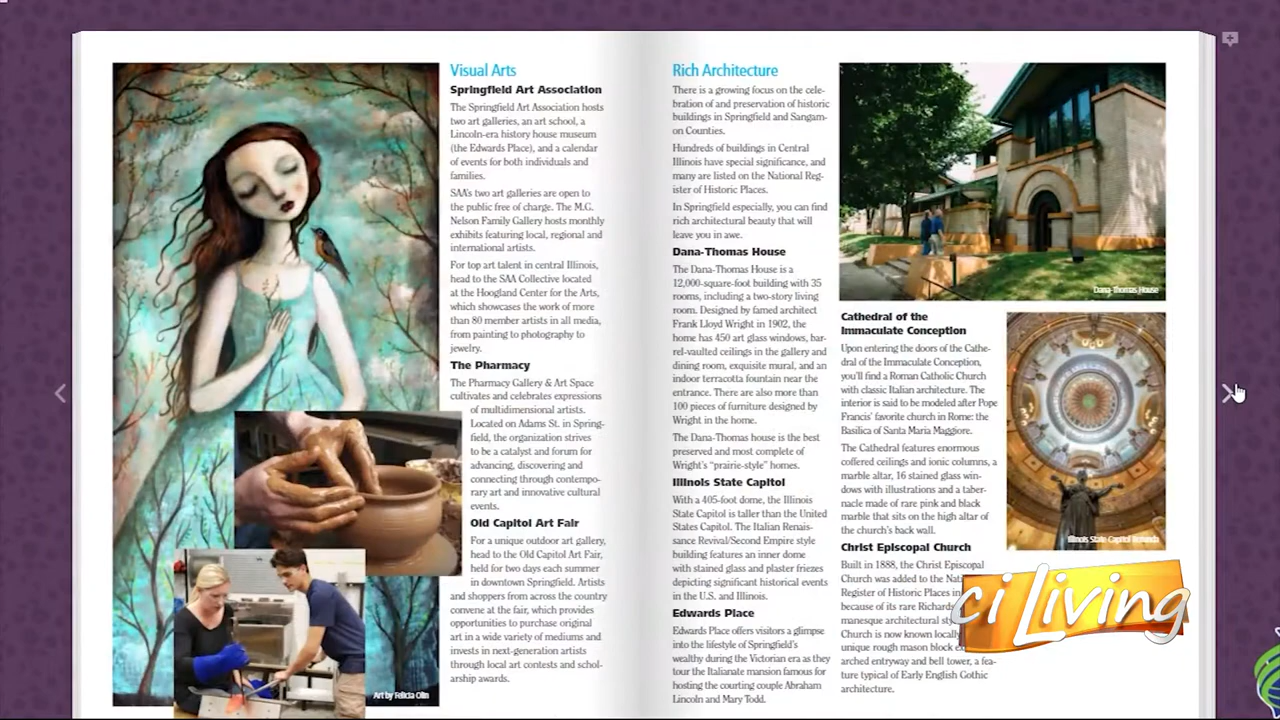 Visual Arts
Springfield Art Association
The Springfield Art Association hosts
two art galleries, an art school, a
Lincoln-era history house museum
(the Edwards Place), and a calendar
of events for both individuals and
families.
SAA's two art galleries are open to
the public free of charge. The M.G.
Nelson Family Gallery hosts monthly
exhibits featuring local, regional and
international artists.
For top art talent in central Illinois,
head to the SAA Collective located
at the Hoogland Center for the Arts,
which showcases the work of more
than 80 member artists in all media,
from painting to photography to
jewelry.
The Pharmacy
The Pharmacy Gallery & Art Space
cultivates and celebrates expressions
of multidimensional artists.
Located on Adams St. in Spring-
field, the organization strives
to be a catalyst and forum for
advancing, discovering and
connecting through contempo-
rary art and innovative cultural
events.
Old Capitol Art Fair
For a unique outdoor art gallery,
head to the Old Capitol Art Fair,
held for two days each summer
in downtown Springfield. Artists
and shoppers from across the country
convene at the fair, which provides
opportunities to purchase original
art in a wide variety of mediums and
invests in next-generation artists
through local art contests and schol-
arship awards.
Art by Felicia Olin
Rich Architecture
There is a growing focus on the cele-
bration of and preservation of historic
buildings in Springfield and Sangam-
on Counties.
Hundreds of buildings in Central
Illinois have special significance, and
many are listed on the National Reg-
ister of Historic Places.
In Springfield especially, you can find
rich architectural beauty that will
leave you in awe.
Dana-Thomas House
The Dana-Thomas House is a
12,000-square-foot building with 35
rooms, including a two-story living
room. Designed by famed architect
Frank Lloyd Wright in 1902, the
home has 450 art glass windows, bar-
rel-vaulted ceilings in the gallery and
dining room, exquisite mural, and an
indoor terracotta fountain near the
entrance. There are also more than
100 pieces of furniture designed by
Wright in the home.
The Dana-Thomas house is the best
preserved and most complete of
Wright's "prairie-style" homes.
Illinois State Capitol
With a 405-foot dome, the Illinois
State Capitol is taller than the United
States Capitol. The Italian Renais-
sance Revival/Second Empire style
building features an inner dome
with stained glass and plaster friezes
depicting significant historical events
in the U.S. and Illinois.
Edwards Place
Edwards Place offers visitors a glimpse
into the lifestyle of Springfield's
wealthy during the Victorian era as they
tour the Italianate mansion famous for
hosting the courting couple Abraham
Lincoln and Mary Todd.
Dana-Thomas House
Cathedral of the
Immaculate Conception
Upon entering the doors of the Cathe-
dral of the Immaculate Conception,
you'll find a Roman Catholic Church
with classic Italian architecture. The
interior is said to be modeled after Pope
Francis' favorite church in Rome: the
Basilica of Santa Maria Maggiore.
The Cathedral features enormous
coffered ceilings and ionic columns, a
marble altar, 16 stained glass win-
dows with illustrations and a taber-
nacle made of rare pink and black
marble that sits on the high altar of
the church's back wall.
Illinois State Capitol Rotunda
Christ Episcopal Church
Built in 1888, the Christ Episcopal
Church was added to the
Register of Historic Places in
because of its rare
manesque architectural
Church is now known locally
unique rough mason block
arched entryway and bell tower, a fea-
ture typical of Early English Gothic
architecture.
ci Living